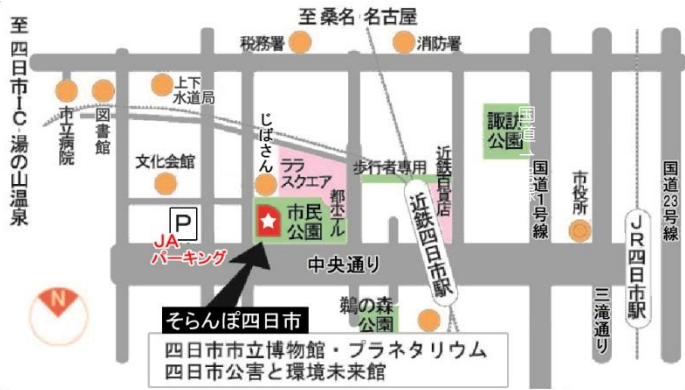 至 桑名 名古屋
至 四日市IC・湯の山温泉
税務署
消防署
上下
水道局
市立病院
図書館
じばさん
文化会館
ララ
スクエア
都ホテル
歩行者専用
近鉄百貨店
諏訪
公園
国道1号線
国道1号線
市役所
国道23号線
P
JA
パーキング
市民
公園
近鉄四日市駅
JR四日市駅
中央通り
三滝通り
N
そらんぽ四日市
鵜の森
公園
四日市市立博物館・プラネタリウム
四日市公害と環境未来館